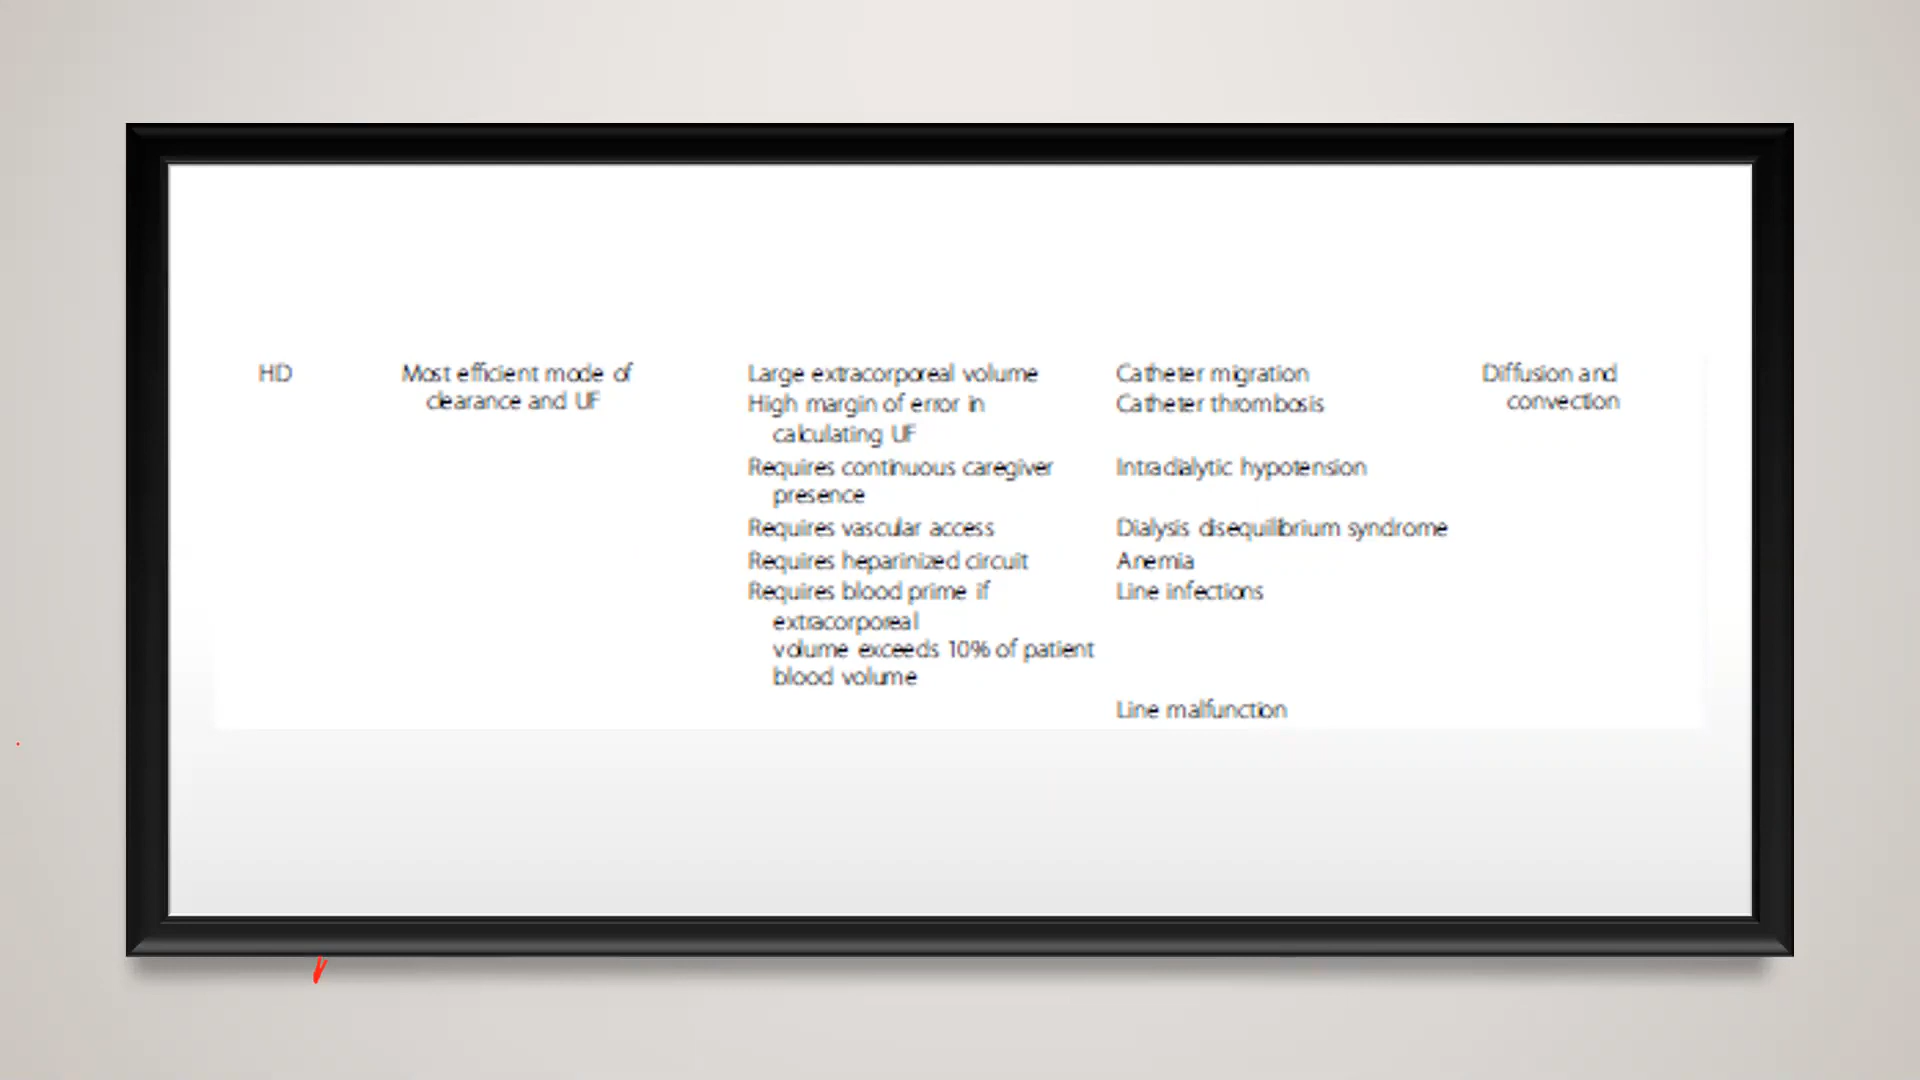 HD
Most efficient mode of
clearance and UF
Large extracorporeal volume
High margin of error in
calculating UF
Requires continuous caregiver
presence
Requires vascular access
Requires heparinized circuit
Requires blood prime if
extracorporeal
volume exceeds 10% of patient
blood volume
Catheter migration
Catheter thrombosis
Intradialytic hypotension
Dialysis disequilibrium syndrome
Anemia
Line infections
Line malfunction
Diffusion and
convection